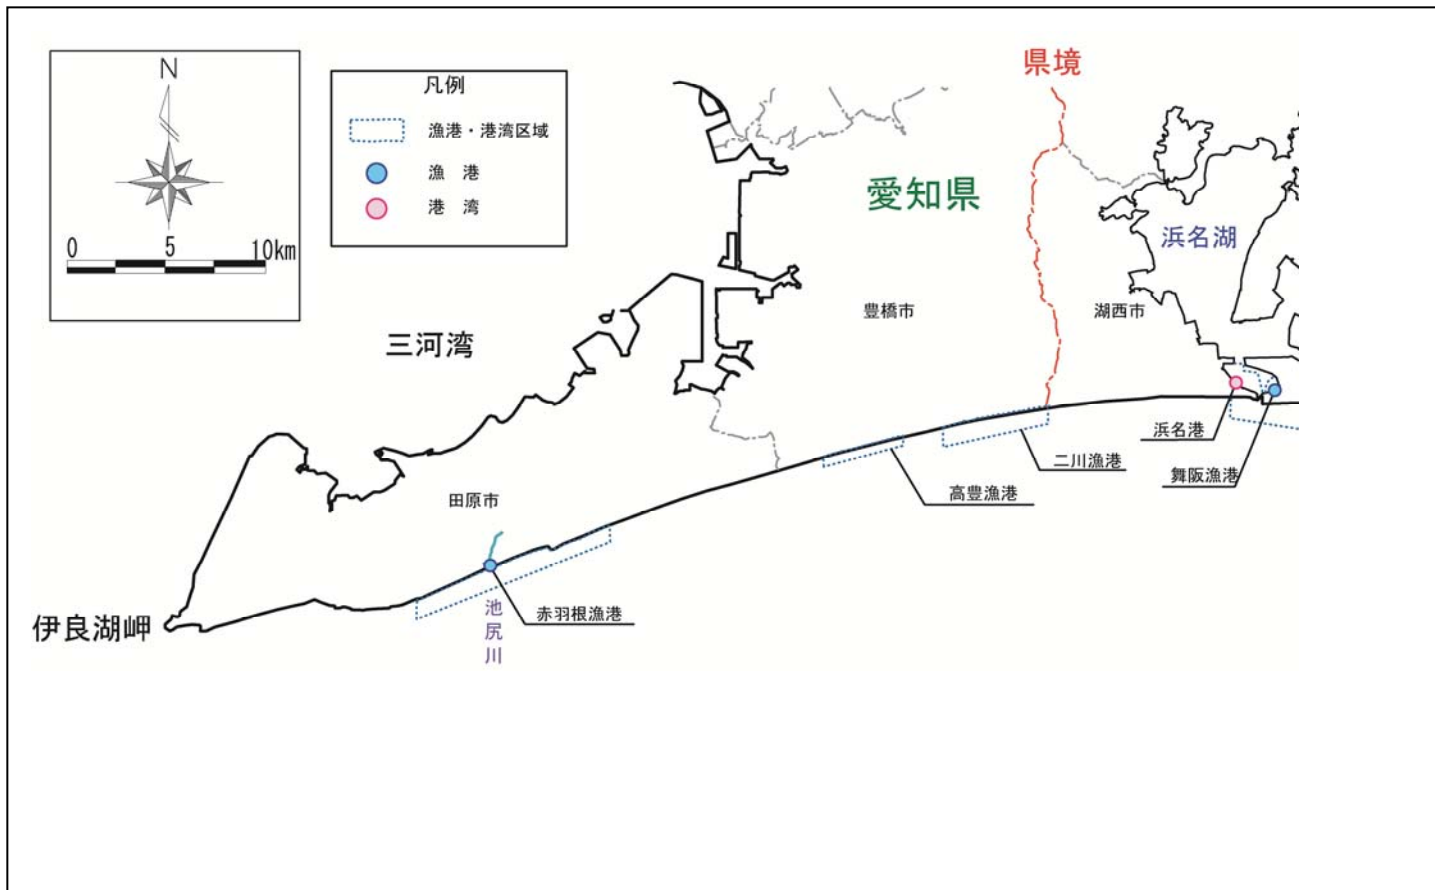 N
0 5 10km
凡例
漁港・港湾区域
漁 港
港 湾
県境
愛知県
浜名湖
豊橋市
湖西市
三河湾
浜名港
二川漁港
舞阪漁港
高豊漁港
田原市
赤羽根漁港
池尻川
伊良湖岬